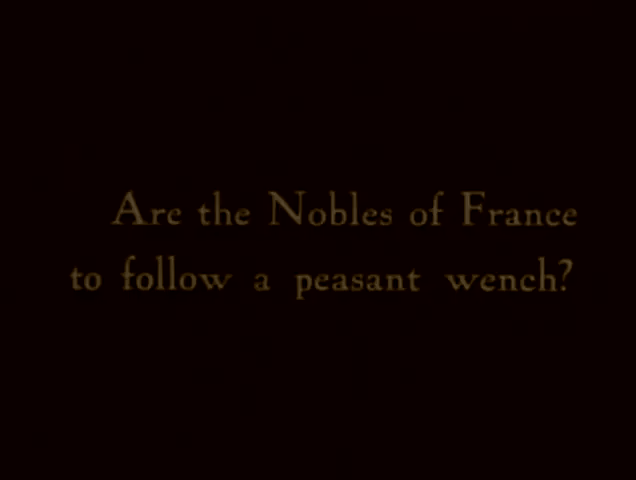 Are the Nobles of France
to follow a peasant wench?